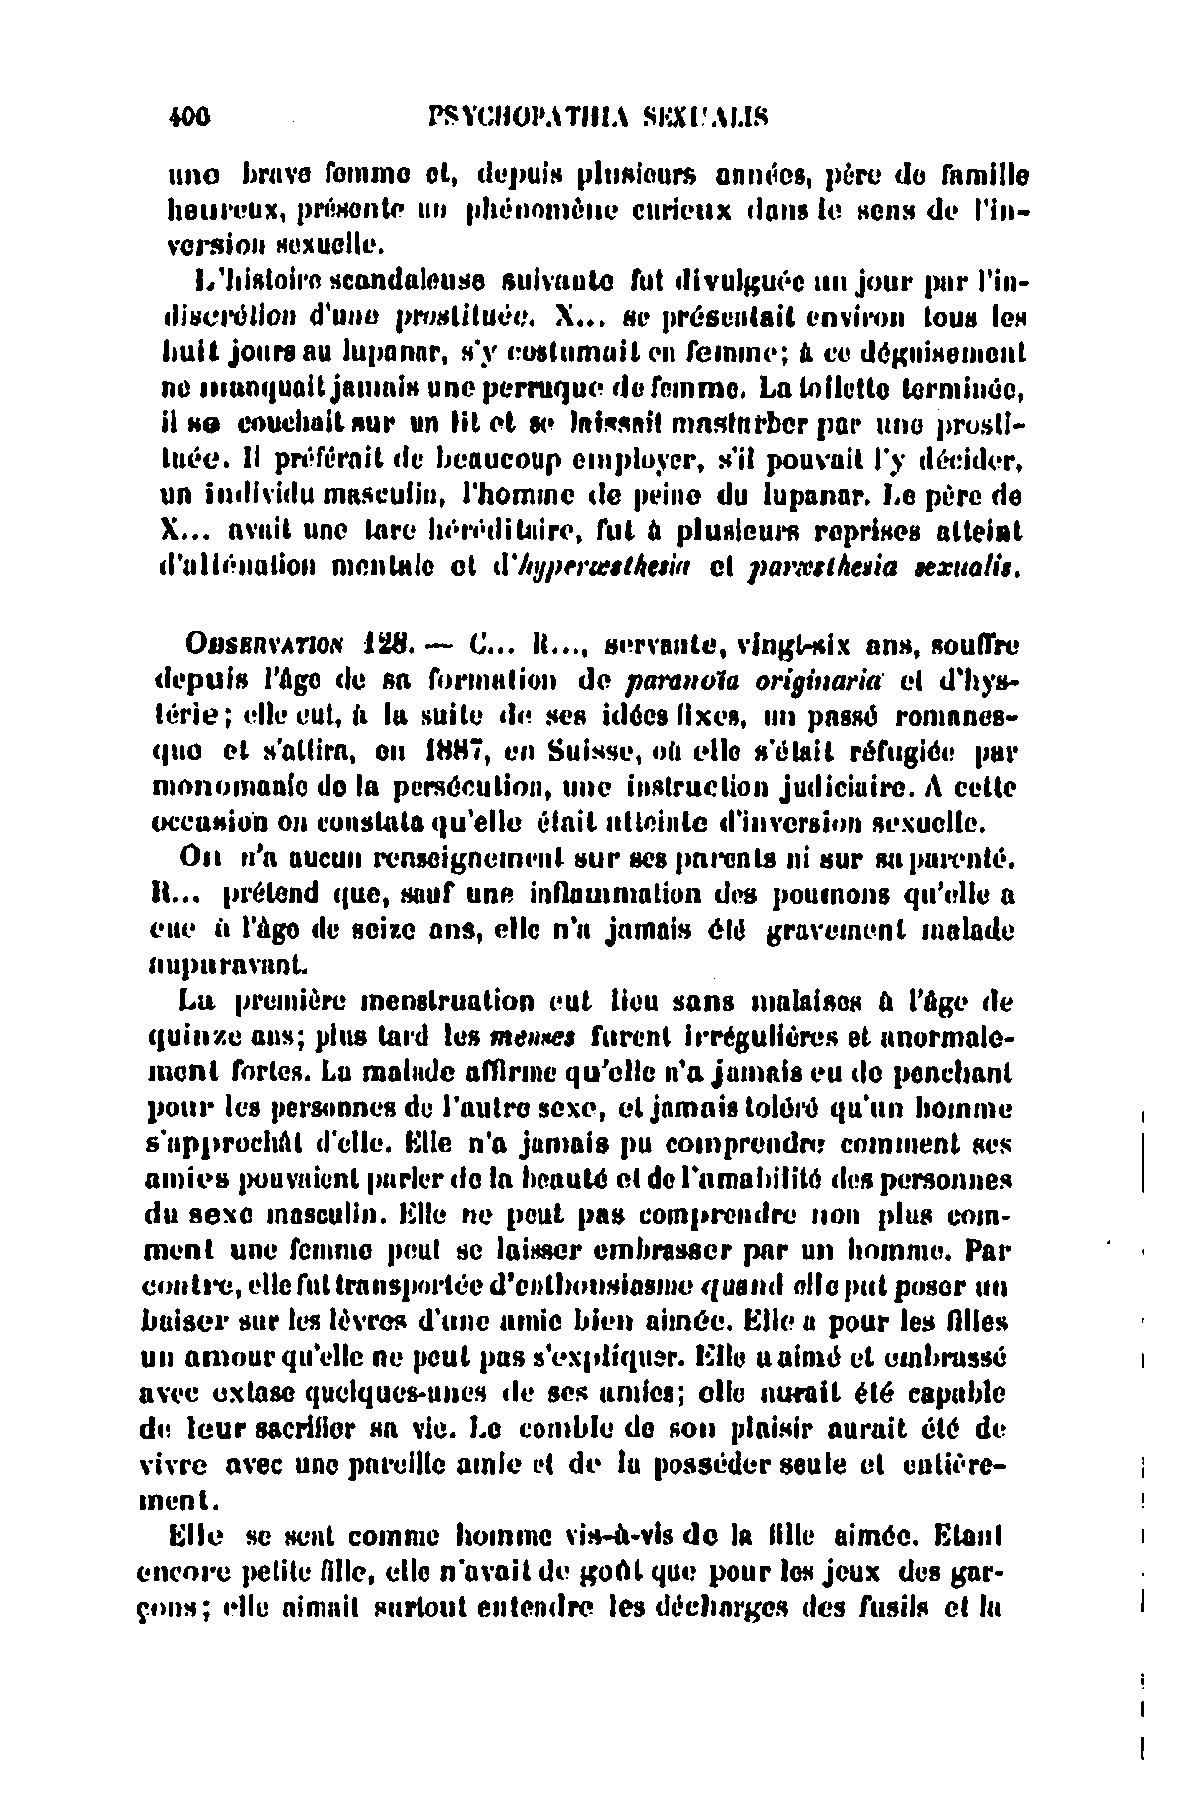 400 PSYCHOPATHIA SEXUALIS
une brave femme et, depuis plusieurs années, père de famille
heureux, présente un phénomène curieux dans le sens de l'in-
version sexuelle.
L'histoire scandaleuse suivante fut divulguée un jour par l'in-
discrétion d'une prostituée. X... se présentait environ tous les
huit jours au lupanar, s'y costumait en femme; à ce déguisement
ne manquait jamais une perruque de femme. La toilette terminée,
il se couchait sur un lit et se laissait masturber par une prosti-
tuée. Il préférait de beaucoup employer, s'il pouvait l'y décider,
un individu masculin, l'homme de peine du lupanar. Le père de
X... avait une tare héréditaire, fut à plusieurs reprises atteint
d'aliénation mentale et d'hyperæsthesia et paræsthesia sexualis.
OBSERVATION 128. — C... R..., servante, vingt-six ans, souffre
depuis l'âge de sa formation de paranoïa originaria et d'hys-
térie; elle eut, à la suite de ses idées fixes, un passé romanes-
que et s'attira, en 1887, en Suisse, où elle s'était réfugiée par
monomanie de la persécution, une instruction judiciaire. A cette
occasion on constata qu'elle était atteinte d'inversion sexuelle.
On n'a aucun renseignement sur ses parents ni sur sa parenté.
R... prétend que, sauf une inflammation des poumons qu'elle a
eue à l'âge de seize ans, elle n'a jamais été gravement malade
auparavant.
La première menstruation eut lieu sans malaises à l'âge de
quinze ans; plus tard les menses furent irrégulières et anormale-
ment fortes. La malade affirme qu'elle n'a jamais eu de penchant
pour les personnes de l'autre sexe, et jamais toléré qu'un homme
s'approchât d'elle. Elle n'a jamais pu comprendre comment ses
amies pouvaient parler de la beauté et de l'amabilité des personnes
du sexe masculin. Elle ne peut pas comprendre non plus com-
ment une femme peut se laisser embrasser par un homme. Par
contre, elle fut transportée d'enthousiasme quand elle put poser un
baiser sur les lèvres d'une amie bien aimée. Elle a pour les filles
un amour qu'elle ne peut pas s'expliquer. Elle a aimé et embrassé
avec extase quelques-unes de ses amies; elle aurait été capable
de leur sacrifier sa vie. Le comble de son plaisir aurait été de
vivre avec une pareille amie et de la posséder seule et entière-
ment.
Elle se sent comme homme vis-à-vis de la fille aimée. Etant
encore petite fille, elle n'avait de goût que pour les jeux des gar-
çons; elle aimait surtout entendre les décharges des fusils et la